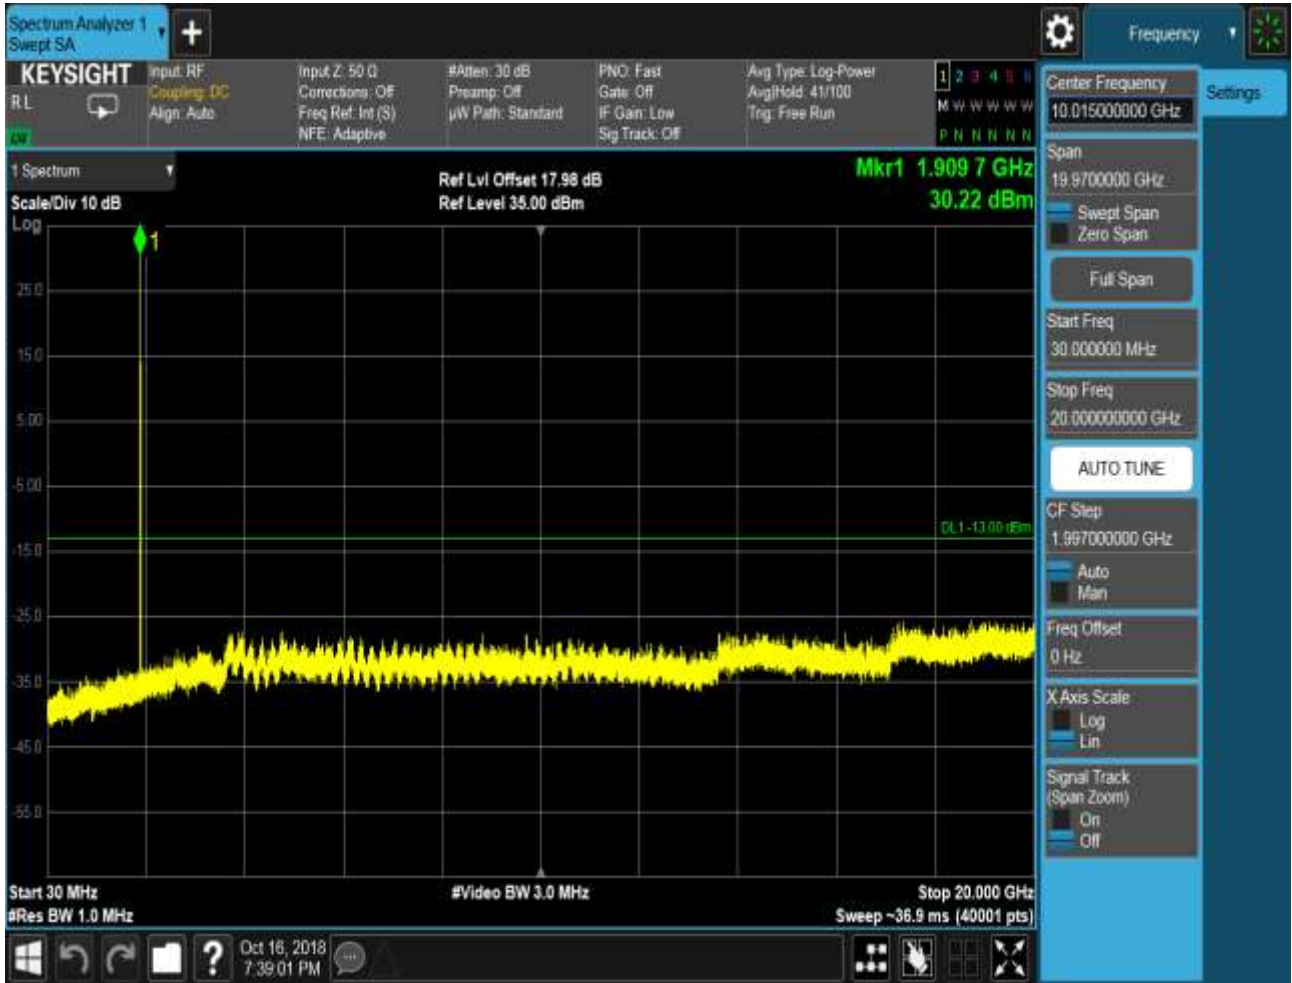 Spectrum Analyzer 1
Swept SA
Frequency
KEYSIGHT
RL
Input: RF
Coupling: DC
Align: Auto
Input Z: 50 Ω
Corrections: Off
Freq Ref: Int (S)
NFE: Adaptive
#Atten: 30 dB
Preamp: Off
µW Path: Standard
PNO: Fast
Gate: Off
IF Gain: Low
Sig Track: Off
Avg Type: Log-Power
Avg|Hold: 41/100
Trig: Free Run
1 2 3 4 5 6
M W W W W W
P N N N N N
1 Spectrum
Scale/Div 10 dB
Log
Ref Lvl Offset 17.98 dB
Ref Level 35.00 dBm
Mkr1 1.909 7 GHz
30.22 dBm
1
25.0
15.0
5.00
-5.00
-15.0
-25.0
-35.0
-45.0
-55.0
DL1 -13.00 dBm
Start 30 MHz
#Res BW 1.0 MHz
#Video BW 3.0 MHz
Stop 20.000 GHz
Sweep ~36.9 ms (40001 pts)
Center Frequency
10.015000000 GHz
Settings
Span
19.9700000 GHz
Swept Span
Zero Span
Full Span
Start Freq
30.000000 MHz
Stop Freq
20.000000000 GHz
AUTO TUNE
CF Step
1.997000000 GHz
Auto
Man
Freq Offset
0 Hz
X Axis Scale
Log
Lin
Signal Track
(Span Zoom)
On
Off
?
Oct 16, 2018
7:39:01 PM